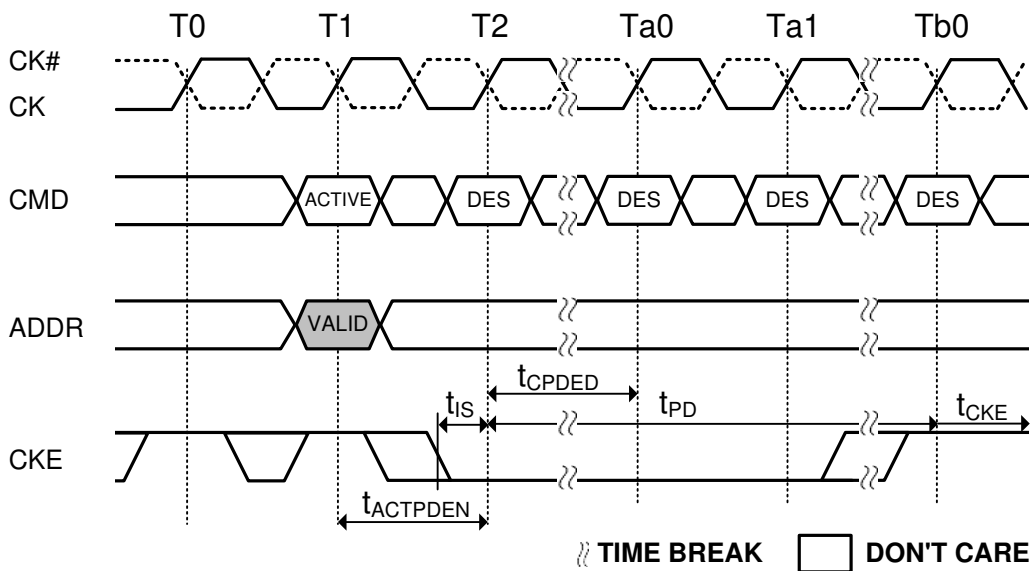 T0 T1 T2 Ta0 Ta1 Tb0
CK#
CK
CMD ACTIVE DES DES DES DES
ADDR VALID
tCPDED
tIS tPD tCKE
CKE
tACTPDEN
TIME BREAK DON'T CARE